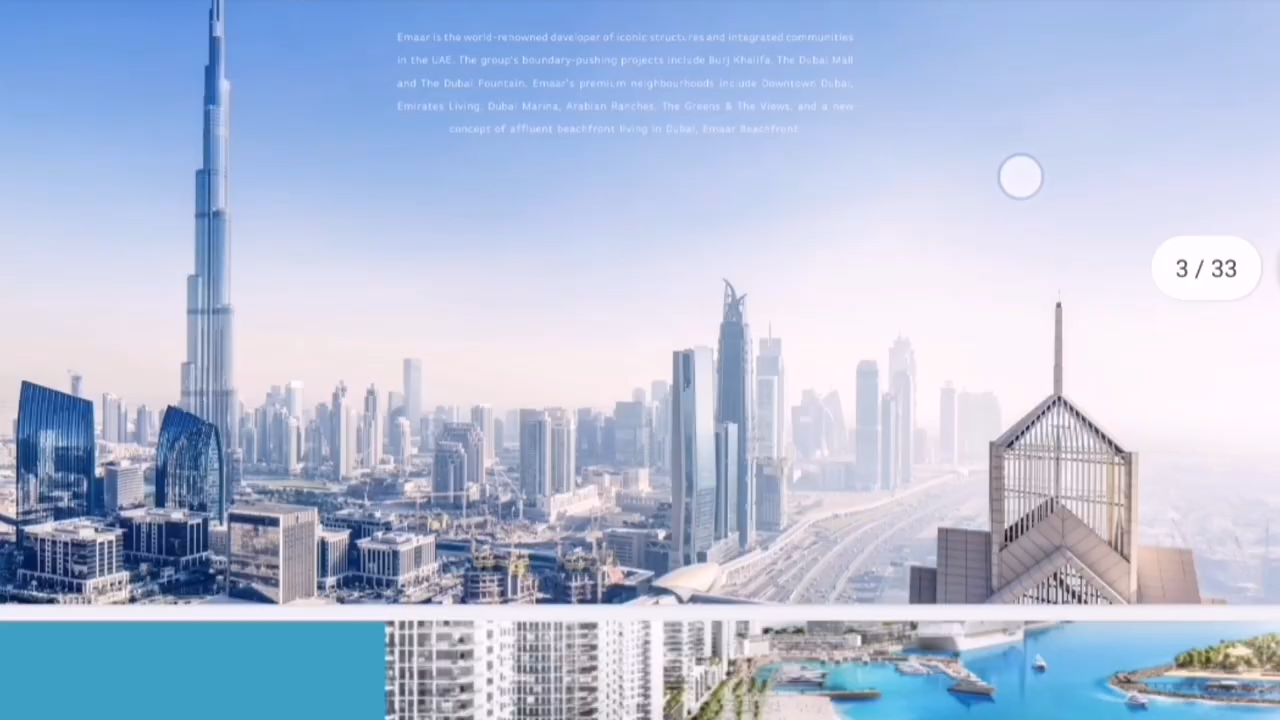 Emaar is the world-renowned developer of iconic structures and integrated communities
in the UAE. The group's boundary-pushing projects include Burj Khalifa, The Dubai Mall
and The Dubai Fountain. Emaar's premium neighbourhoods include Downtown Dubai,
Emirates Living, Dubai Marina, Arabian Ranches, The Greens & The Views, and a new
concept of affluent beachfront living in Dubai, Emaar Beachfront.
3 / 33